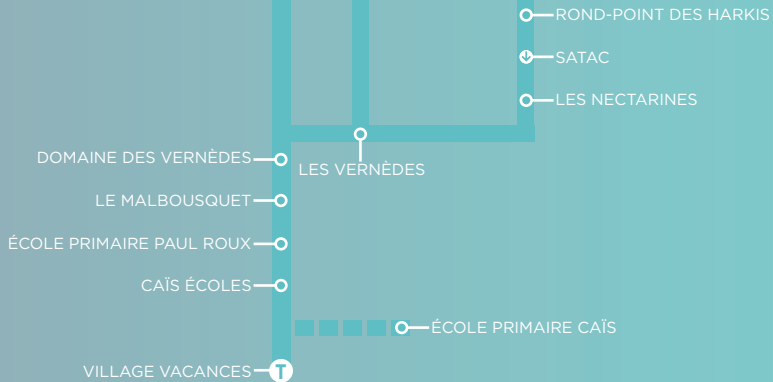 ROND-POINT DES HARKIS
SATAC
LES NECTARINES
DOMAINE DES VERNÈDES
LES VERNÈDES
LE MALBOUSQUET
ÉCOLE PRIMAIRE PAUL ROUX
CAÏS ÉCOLES
ÉCOLE PRIMAIRE CAÏS
VILLAGE VACANCES
T